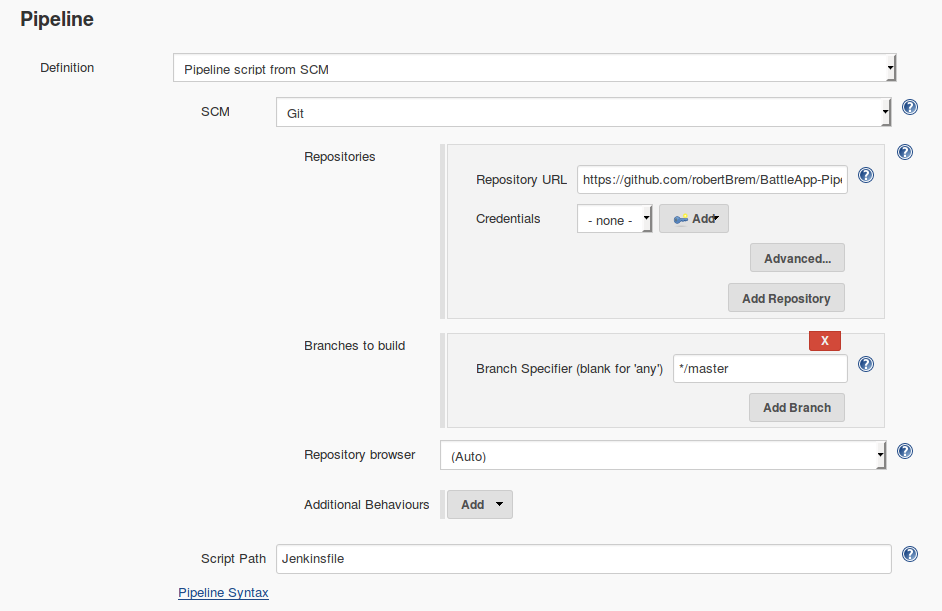 Pipeline
Definition Pipeline script from SCM
SCM Git
Repositories
Repository URL https://github.com/robertBrem/BattleApp-Pip
Credentials - none - Add
Advanced...
Add Repository
Branches to build X
Branch Specifier (blank for 'any') */master
Add Branch
Repository browser (Auto)
Additional Behaviours Add
Script Path Jenkinsfile
Pipeline Syntax